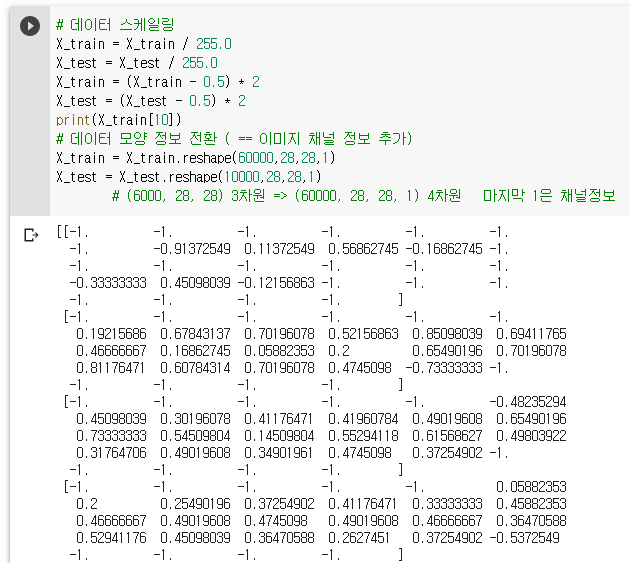 # 데이터 스케일링
X_train = X_train / 255.0
X_test = X_test / 255.0
X_train = (X_train - 0.5) * 2
X_test = (X_test - 0.5) * 2
print(X_train[10])
# 데이터 모양 정보 전환 ( == 이미지 채널 정보 추가)
X_train = X_train.reshape(60000,28,28,1)
X_test = X_test.reshape(10000,28,28,1)
# (6000, 28, 28) 3차원 => (60000, 28, 28, 1) 4차원 마지막 1은 채널정보
[[-1. -1. -1. -1. -1. -1.
-1. -0.91372549 0.11372549 0.56862745 -0.16862745 -1.
-1. -1. -1. -1. -1. -1.
-0.33333333 0.45098039 -0.12156863 -1. -1. -1.
-1. -1. -1. -1. ]
[-1. -1. -1. -1. -1. -1.
0.19215686 0.67843137 0.70196078 0.52156863 0.85098039 0.69411765
0.46666667 0.16862745 0.05882353 0.2 0.65490196 0.70196078
0.81176471 0.60784314 0.70196078 0.4745098 -0.73333333 -1.
-1. -1. -1. -1. ]
[-1. -1. -1. -1. -1. -0.48235294
0.45098039 0.30196078 0.41176471 0.41960784 0.49019608 0.65490196
0.73333333 0.54509804 0.14509804 0.55294118 0.61568627 0.49803922
0.31764706 0.49019608 0.34901961 0.4745098 0.37254902 -1.
-1. -1. -1. -1. ]
[-1. -1. -1. -1. -1. 0.05882353
0.2 0.25490196 0.37254902 0.41176471 0.33333333 0.45882353
0.46666667 0.49019608 0.4745098 0.49019608 0.46666667 0.36470588
0.52941176 0.45098039 0.36470588 0.2627451 0.37254902 -0.5372549
-1. -1. -1. -1. ]